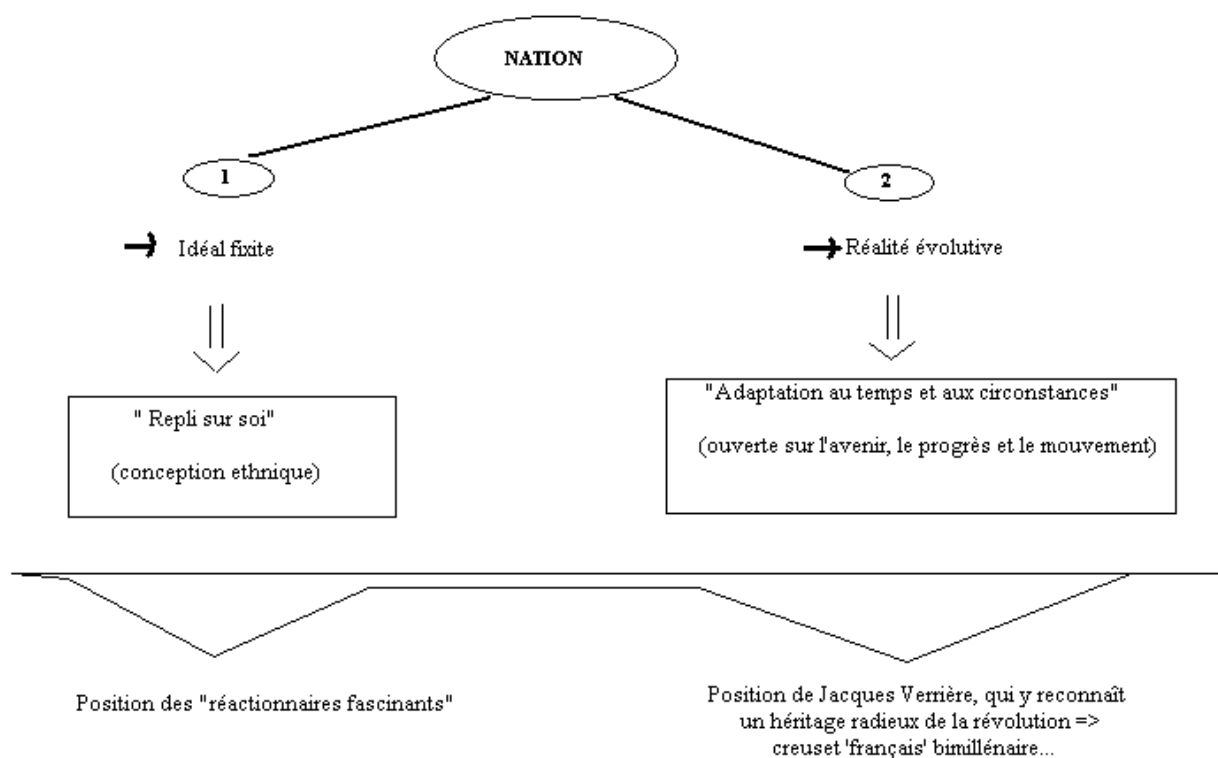 NATION
1
2
Idéal fixite
Réalité évolutive
" Repli sur soi"
(conception ethnique)
"Adaptation au temps et aux circonstances"
(ouverte sur l'avenir, le progrès et le mouvement)
Position des "réactionnaires fascinants"
Position de Jacques Verrière, qui y reconnaît
un héritage radieux de la révolution =>
creuset 'français' bimillénaire...